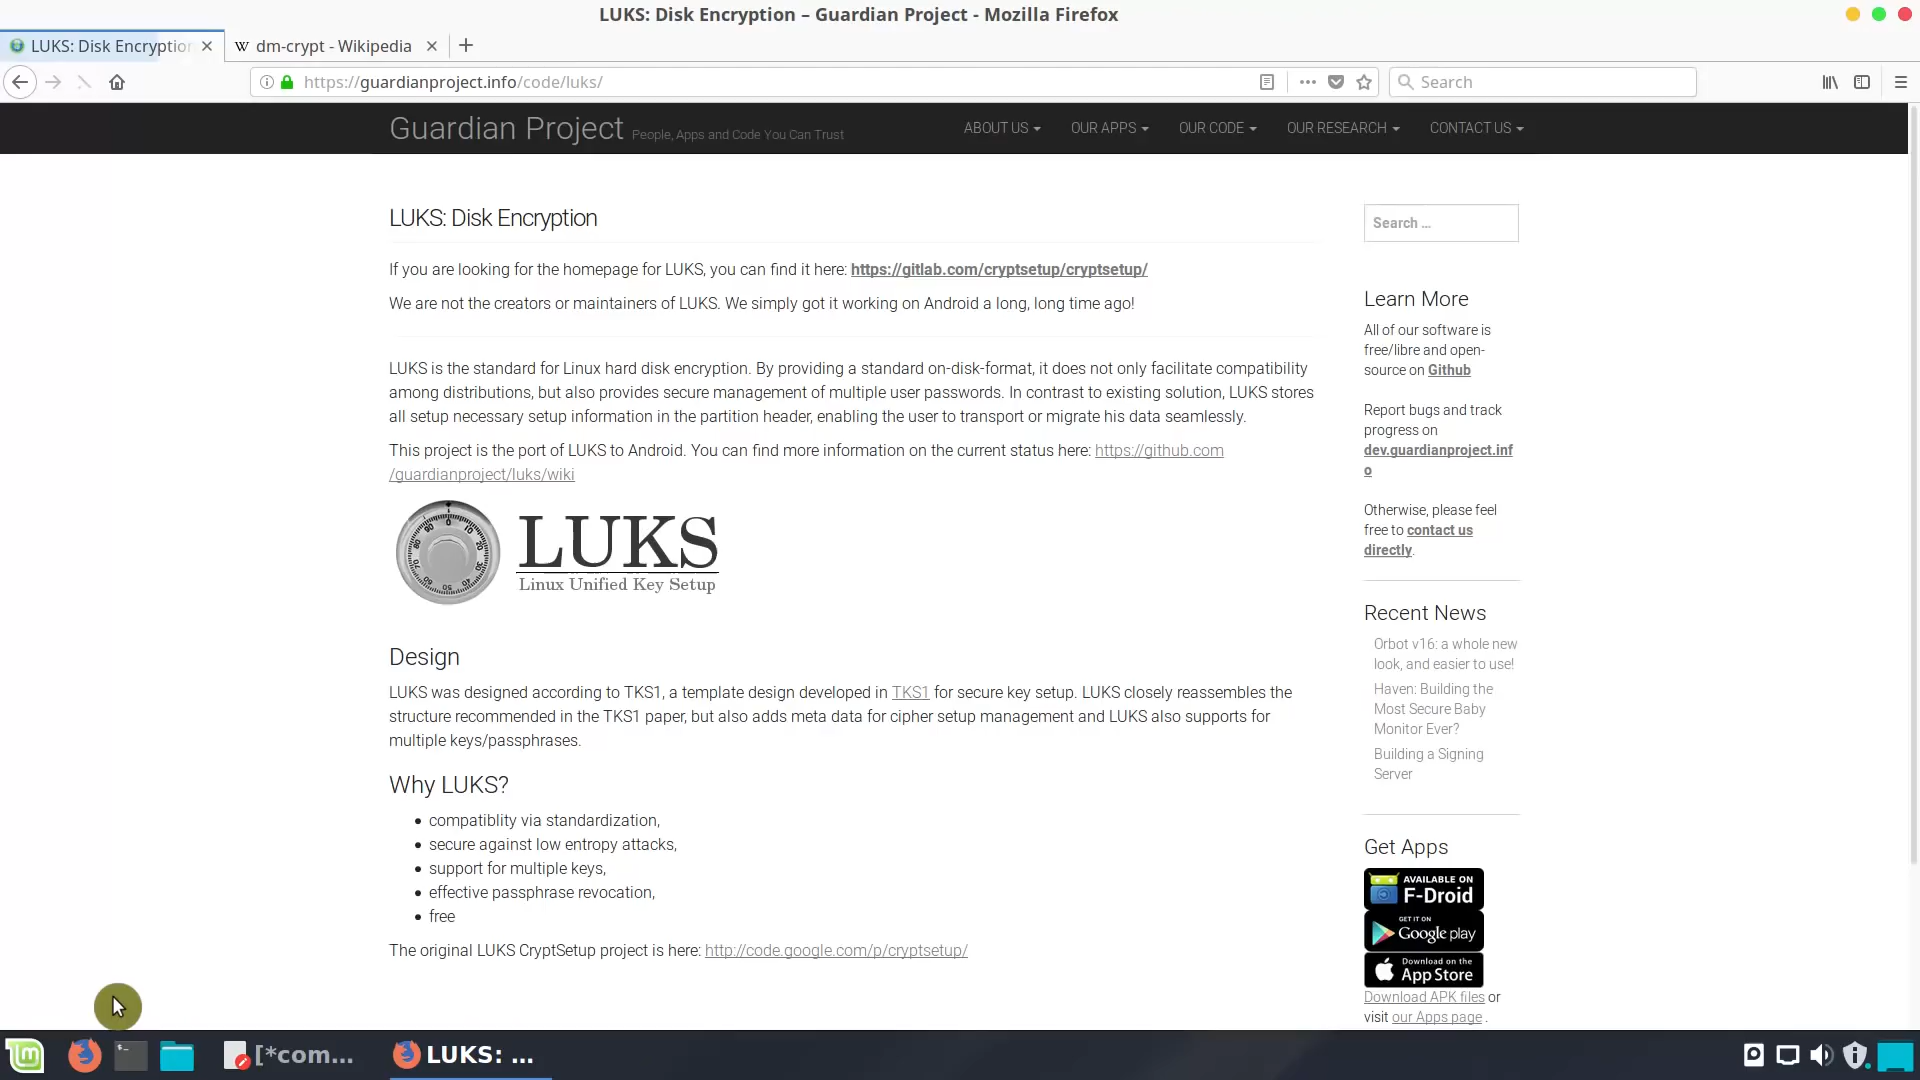 LUKS: Disk Encryption – Guardian Project - Mozilla Firefox
LUKS: Disk Encryption
dm-crypt - Wikipedia
https://guardianproject.info/code/luks/
Search
Guardian Project People, Apps and Code You Can Trust
ABOUT US
OUR APPS
OUR CODE
OUR RESEARCH
CONTACT US
LUKS: Disk Encryption
If you are looking for the homepage for LUKS, you can find it here: https://gitlab.com/cryptsetup/cryptsetup/
We are not the creators or maintainers of LUKS. We simply got it working on Android a long, long time ago!
LUKS is the standard for Linux hard disk encryption. By providing a standard on-disk-format, it does not only facilitate compatibility
among distributions, but also provides secure management of multiple user passwords. In contrast to existing solution, LUKS stores
all setup necessary setup information in the partition header, enabling the user to transport or migrate his data seamlessly.
This project is the port of LUKS to Android. You can find more information on the current status here: https://github.com
/guardianproject/luks/wiki
LUKS
Linux Unified Key Setup
Design
LUKS was designed according to TKS1, a template design developed in TKS1 for secure key setup. LUKS closely reassembles the
structure recommended in the TKS1 paper, but also adds meta data for cipher setup management and LUKS also supports for
multiple keys/passphrases.
Why LUKS?
compatiblity via standardization,
secure against low entropy attacks,
support for multiple keys,
effective passphrase revocation,
free
The original LUKS CryptSetup project is here: http://code.google.com/p/cryptsetup/
Search ...
Learn More
All of our software is
free/libre and open-
source on Github
Report bugs and track
progress on
dev.guardianproject.inf
o
Otherwise, please feel
free to contact us
directly.
Recent News
Orbot v16: a whole new
look, and easier to use!
Haven: Building the
Most Secure Baby
Monitor Ever?
Building a Signing
Server
Get Apps
AVAILABLE ON
F-Droid
GET IT ON
Google play
Download on the
App Store
Download APK files or
visit our Apps page .
[*com...
LUKS: ...